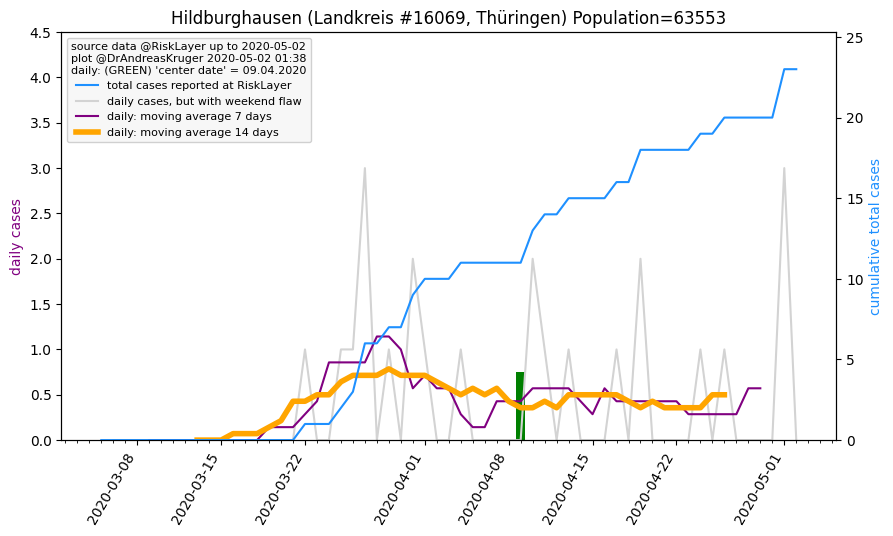 Hildburghausen (Landkreis #16069, Thüringen) Population=63553
source data @RiskLayer up to 2020-05-02
plot @DrAndreasKruger 2020-05-02 01:38
daily: (GREEN) 'center date' = 09.04.2020
total cases reported at RiskLayer
daily cases, but with weekend flaw
daily: moving average 7 days
daily: moving average 14 days
daily cases
4.5
4.0
3.5
3.0
2.5
2.0
1.5
1.0
0.5
0.0
25
20
15
10
5
0
cumulative total cases
2020-03-08
2020-03-15
2020-03-22
2020-04-01
2020-04-08
2020-04-15
2020-04-22
2020-05-01